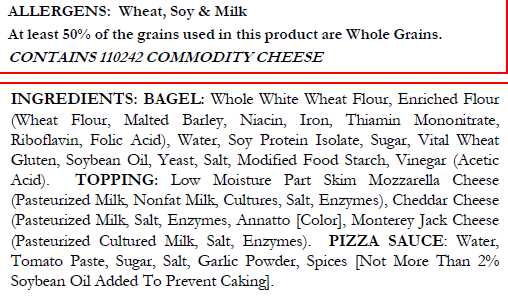 ALLERGENS: Wheat, Soy & Milk
At least 50% of the grains used in this product are Whole Grains.
CONTAINS 110242 COMMODITY CHEESE
INGREDIENTS: BAGEL: Whole White Wheat Flour, Enriched Flour
(Wheat Flour, Malted Barley, Niacin, Iron, Thiamin Mononitrate,
Riboflavin, Folic Acid), Water, Soy Protein Isolate, Sugar, Vital Wheat
Gluten, Soybean Oil, Yeast, Salt, Modified Food Starch, Vinegar (Acetic
Acid). TOPPING: Low Moisture Part Skim Mozzarella Cheese
(Pasteurized Milk, Nonfat Milk, Cultures, Salt, Enzymes), Cheddar Cheese
(Pasteurized Milk, Salt, Enzymes, Annatto [Color], Monterey Jack Cheese
(Pasteurized Cultured Milk, Salt, Enzymes). PIZZA SAUCE: Water,
Tomato Paste, Sugar, Salt, Garlic Powder, Spices [Not More Than 2%
Soybean Oil Added To Prevent Caking].